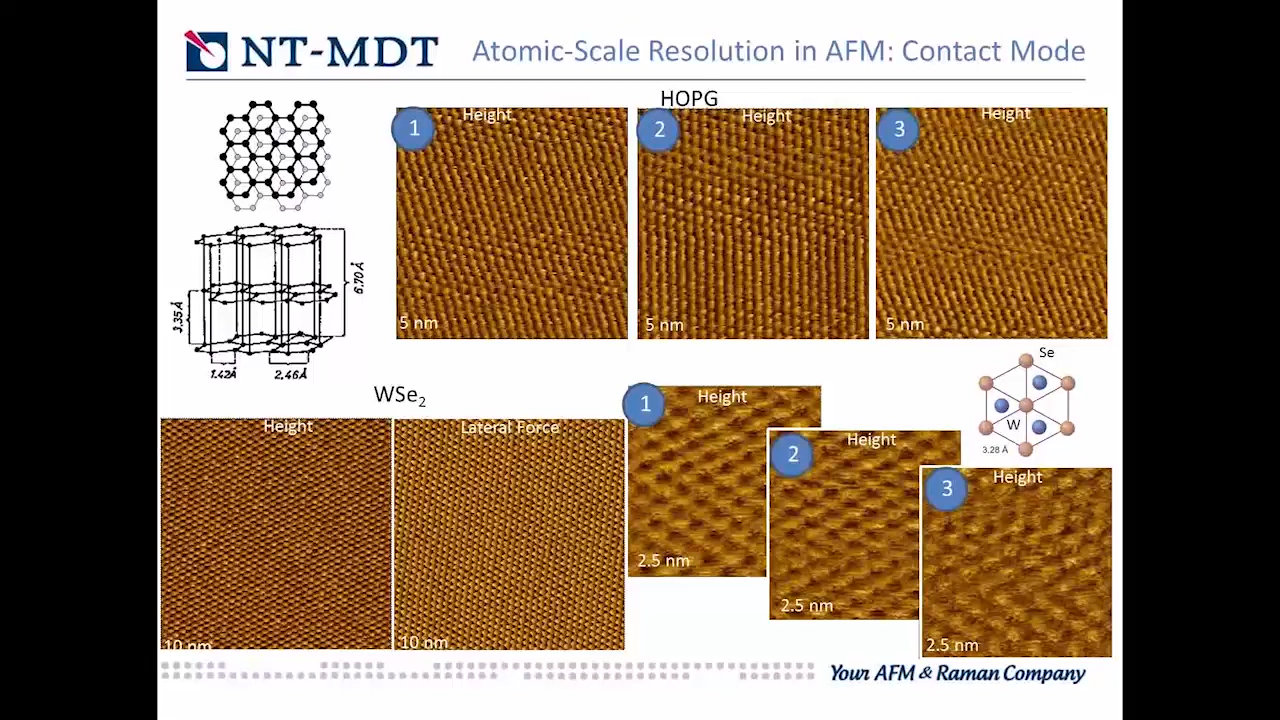 NT-MDT
Atomic-Scale Resolution in AFM: Contact Mode
HOPG
1
Height
5 nm
2
Height
5 nm
3
Height
5 nm
6,70 Å
3,35 Å
1.42Å
2,46Å
WSe2
Height
10 nm
Lateral Force
10 nm
1
Height
2.5 nm
2
Height
2.5 nm
3
Height
2.5 nm
Se
W
3.28 Å
Your AFM & Raman Company